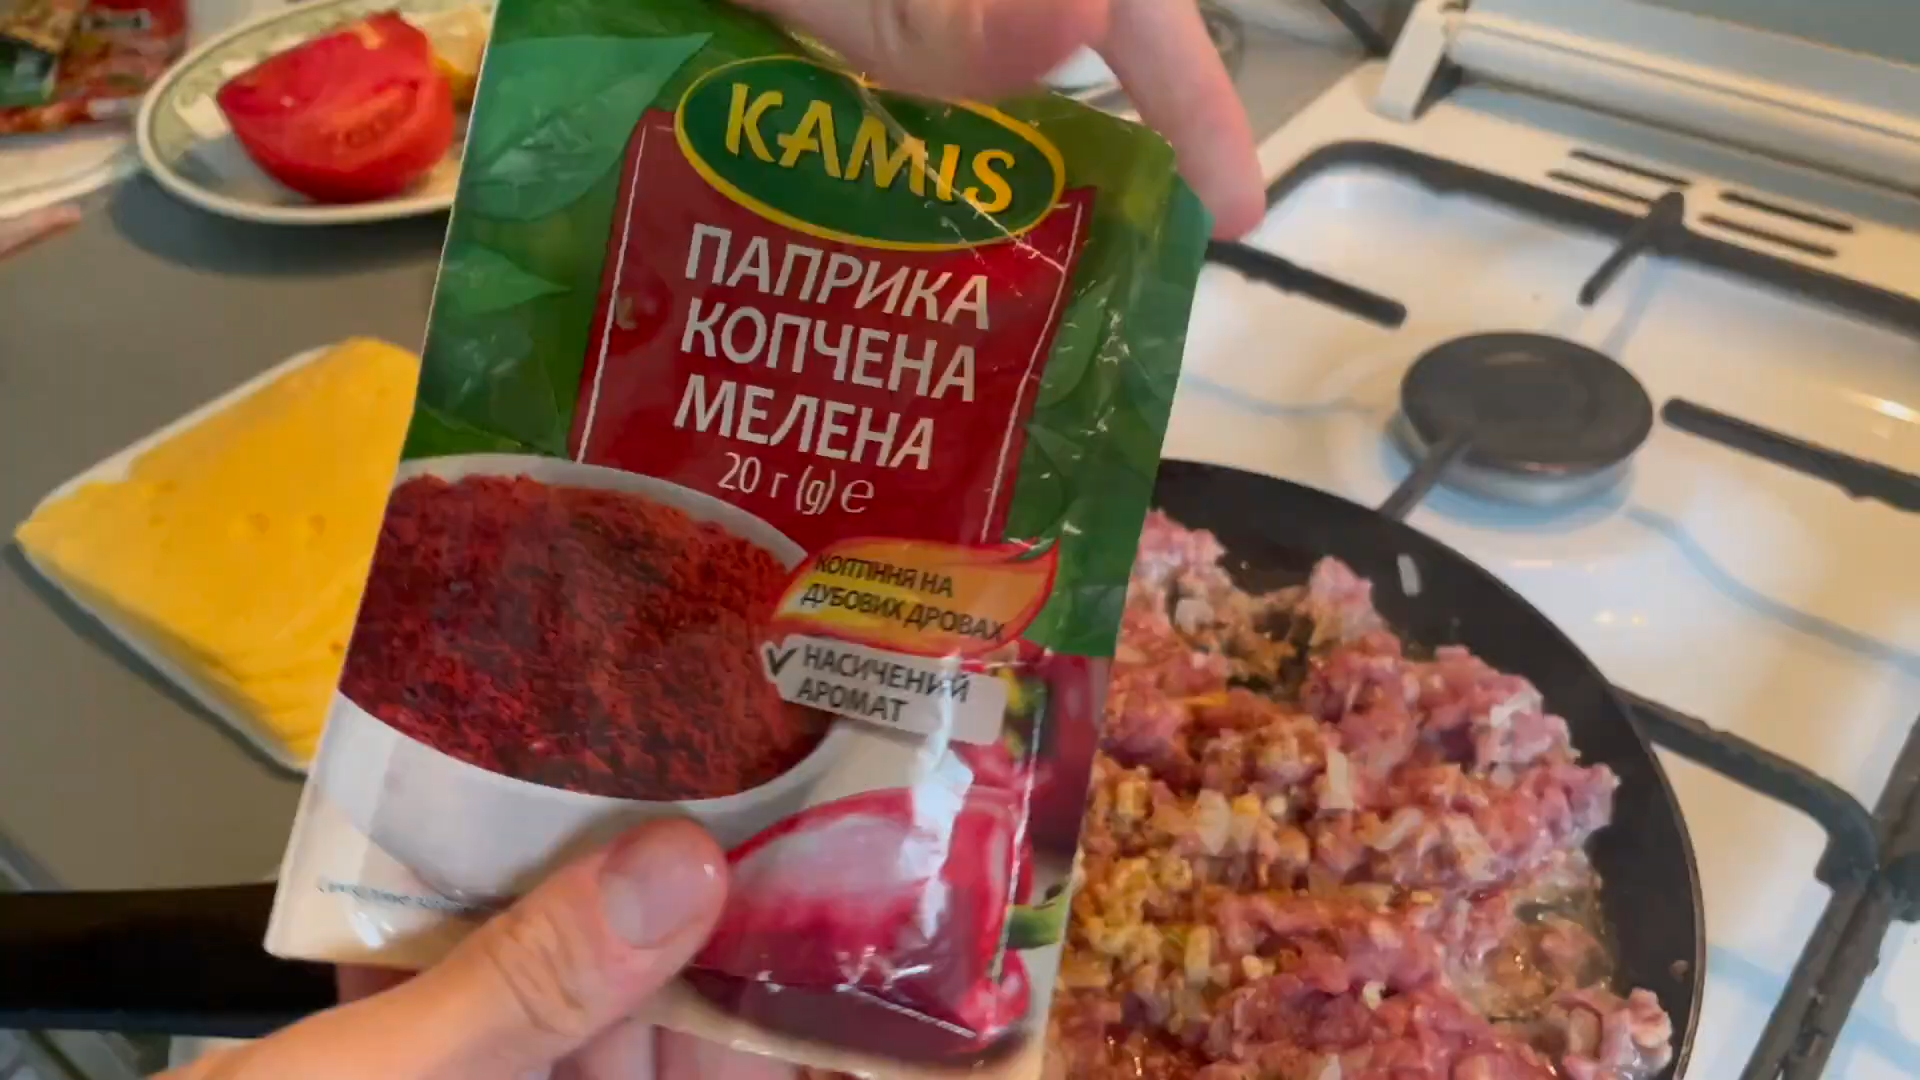 KAMIS
ПАПРИКА
КОПЧЕНА
МЕЛЕНА
20 г (g) e
КОПТІННЯ НА
ДУБОВИХ ДРОВАХ
НАСИЧЕНИЙ
АРОМАТ